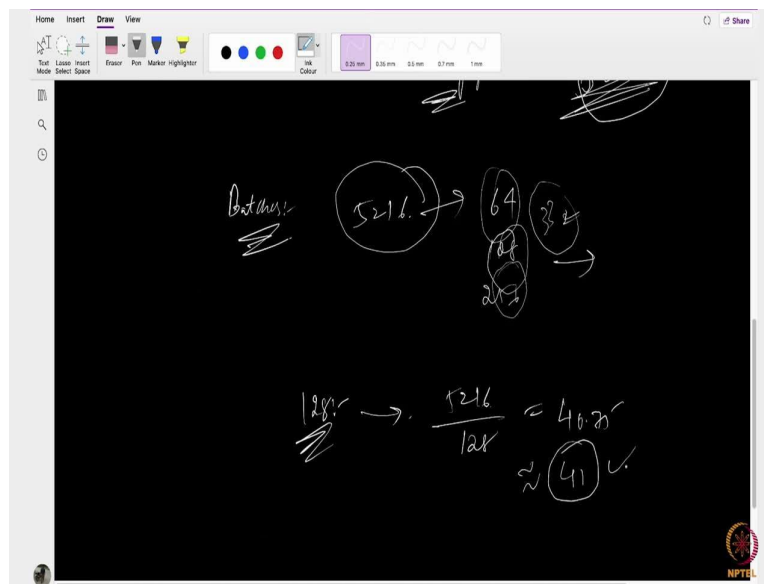 Home Insert Draw View
Share
Text Mode Lasso Select Insert Space Eraser Pen Marker Highlighter Ink Colour 0.25 mm 0.35 mm 0.5 mm 0.7 mm 1 mm
Batches:- 5216. → 64 32
128 →
256
128:- → 5216 / 128 = 40.75
≈ 41
NPTEL